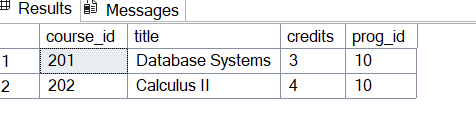 Results Messages
course_id title credits prog_id
1 201 Database Systems 3 10
2 202 Calculus II 4 10